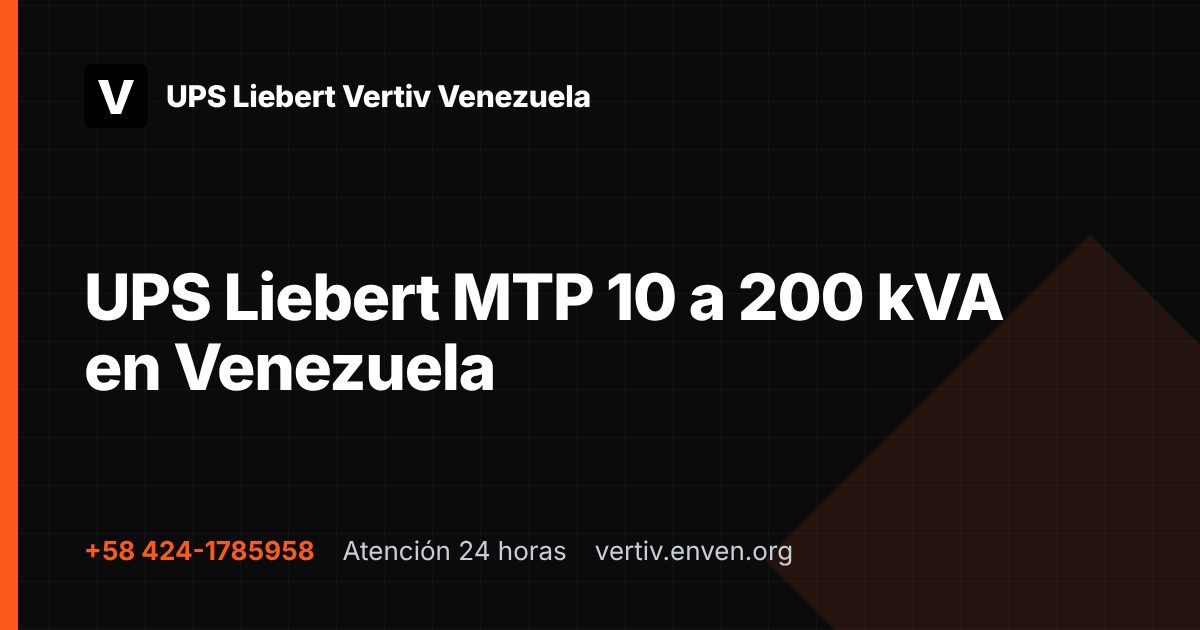 V
UPS Liebert Vertiv Venezuela
UPS Liebert MTP 10 a 200 kVA
en Venezuela
+58 424-1785958 Atención 24 horas vertiv.enven.org